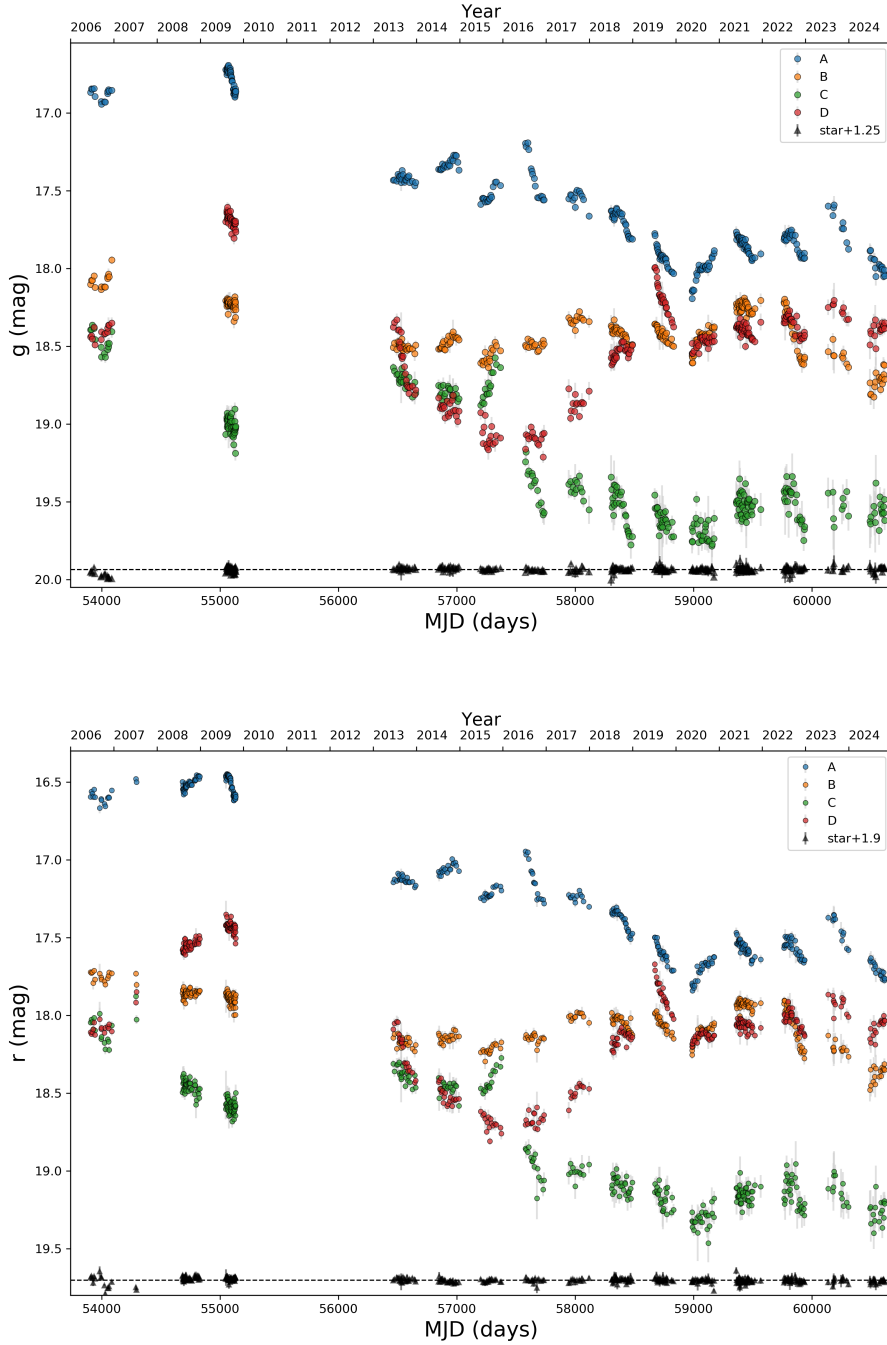 Year
2006 2007 2008 2009 2010 2011 2012 2013 2014 2015 2016 2017 2018 2019 2020 2021 2022 2023 2024
A
B
C
D
star+1.25
17.0
17.5
18.0
18.5
19.0
19.5
20.0
g (mag)
54000 55000 56000 57000 58000 59000 60000
MJD (days)
Year
2006 2007 2008 2009 2010 2011 2012 2013 2014 2015 2016 2017 2018 2019 2020 2021 2022 2023 2024
A
B
C
D
star+1.9
16.5
17.0
17.5
18.0
18.5
19.0
19.5
r (mag)
54000 55000 56000 57000 58000 59000 60000
MJD (days)